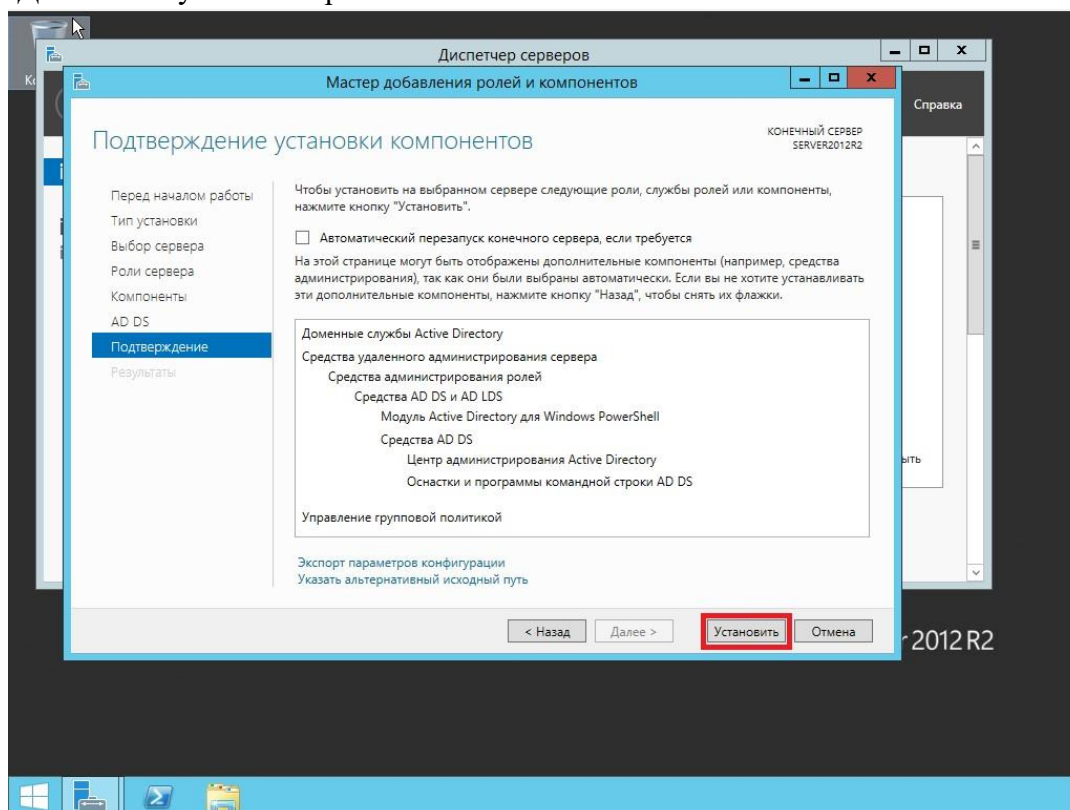 Диспетчер серверов
Мастер добавления ролей и компонентов
Справка
Подтверждение установки компонентов
КОНЕЧНЫЙ СЕРВЕР
SERVER2012R2
Перед началом работы
Тип установки
Выбор сервера
Роли сервера
Компоненты
AD DS
Подтверждение
Результаты
Чтобы установить на выбранном сервере следующие роли, службы ролей или компоненты,
нажмите кнопку "Установить".
Автоматический перезапуск конечного сервера, если требуется
На этой странице могут быть отображены дополнительные компоненты (например, средства
администрирования), так как они были выбраны автоматически. Если вы не хотите устанавливать
эти дополнительные компоненты, нажмите кнопку "Назад", чтобы снять их флажки.
Доменные службы Active Directory
Средства удаленного администрирования сервера
Средства администрирования ролей
Средства AD DS и AD LDS
Модуль Active Directory для Windows PowerShell
Средства AD DS
Центр администрирования Active Directory
Оснастки и программы командной строки AD DS
Управление групповой политикой
Экспорт параметров конфигурации
Указать альтернативный исходный путь
< Назад
Далее >
Установить
Отмена
ыть
2012 R2